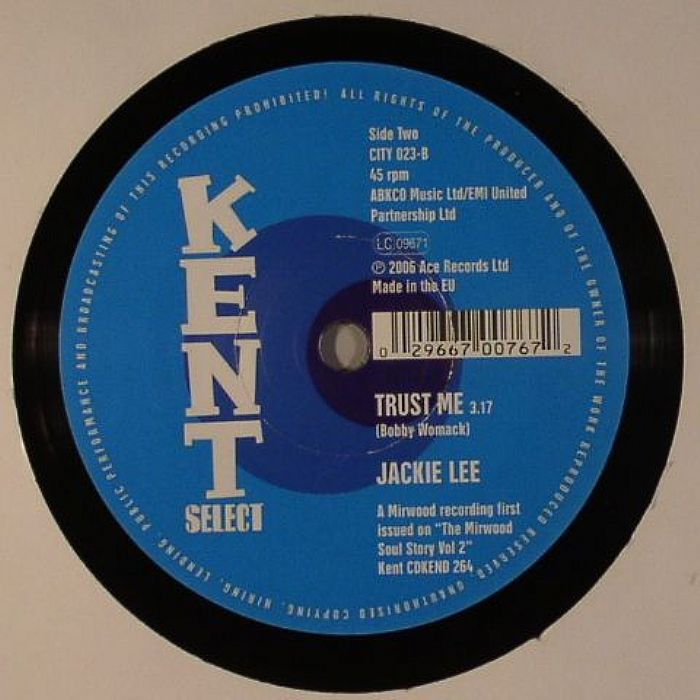 KENT
SELECT
Side Two
CITY 023-B
45 rpm
ABKCO Music Ltd/EMI United
Partnership Ltd
LC 09671
℗ 2006 Ace Records Ltd
Made in the EU
0 29667 00767 2
TRUST ME 3.17
(Bobby Womack)
JACKIE LEE
A Mirwood recording first
issued on "The Mirwood
Soul Story Vol 2"
Kent CDKEND 264
ALL RIGHTS OF THE PRODUCER AND OF THE OWNER OF THE WORK REPRODUCED RESERVED. UNAUTHORISED COPYING, HIRING, LENDING, PUBLIC PERFORMANCE AND BROADCASTING OF THIS RECORDING PROHIBITED!